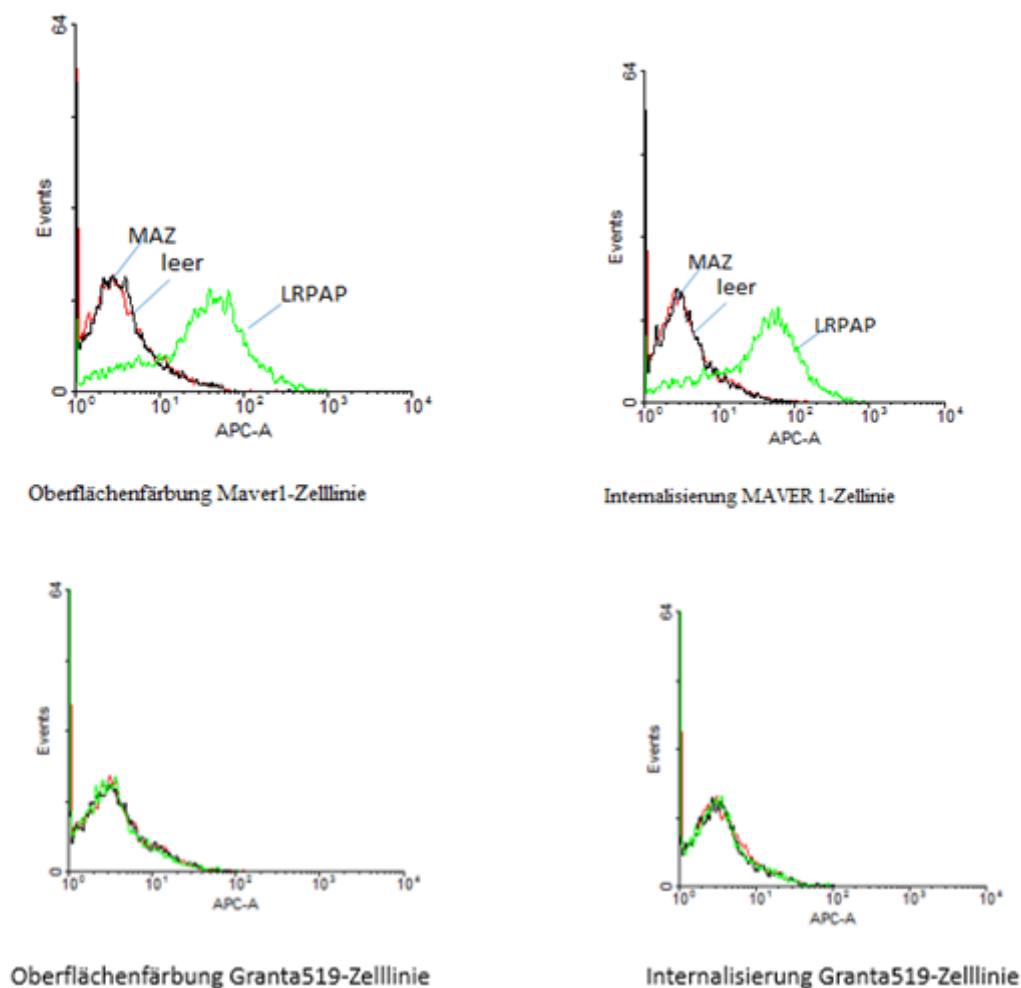 64
Events
0
MAZ
leer
LRPAP
10⁰ 10¹ 10² 10³ 10⁴
APC-A
Oberflächenfärbung Maver1-Zelllinie
64
Events
0
MAZ
leer
LRPAP
10⁰ 10¹ 10² 10³ 10⁴
APC-A
Internalisierung MAVER 1-Zellinie
64
Events
0
10⁰ 10¹ 10² 10³ 10⁴
APC-A
Oberflächenfärbung Granta519-Zelllinie
64
Events
0
10⁰ 10¹ 10² 10³ 10⁴
APC-A
Internalisierung Granta519-Zelllinie